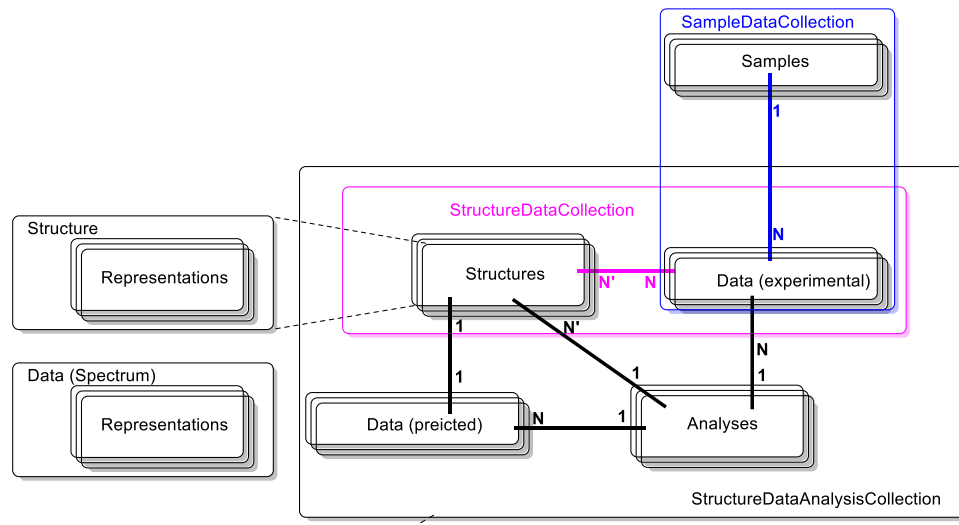 SampleDataCollection
Samples
1
N
StructureDataCollection
Structure
Representations
Structures
N' N
Data (experimental)
1
N'
N
Data (Spectrum)
Representations
1
1
1
Data (preicted)
N 1
Analyses
StructureDataAnalysisCollection